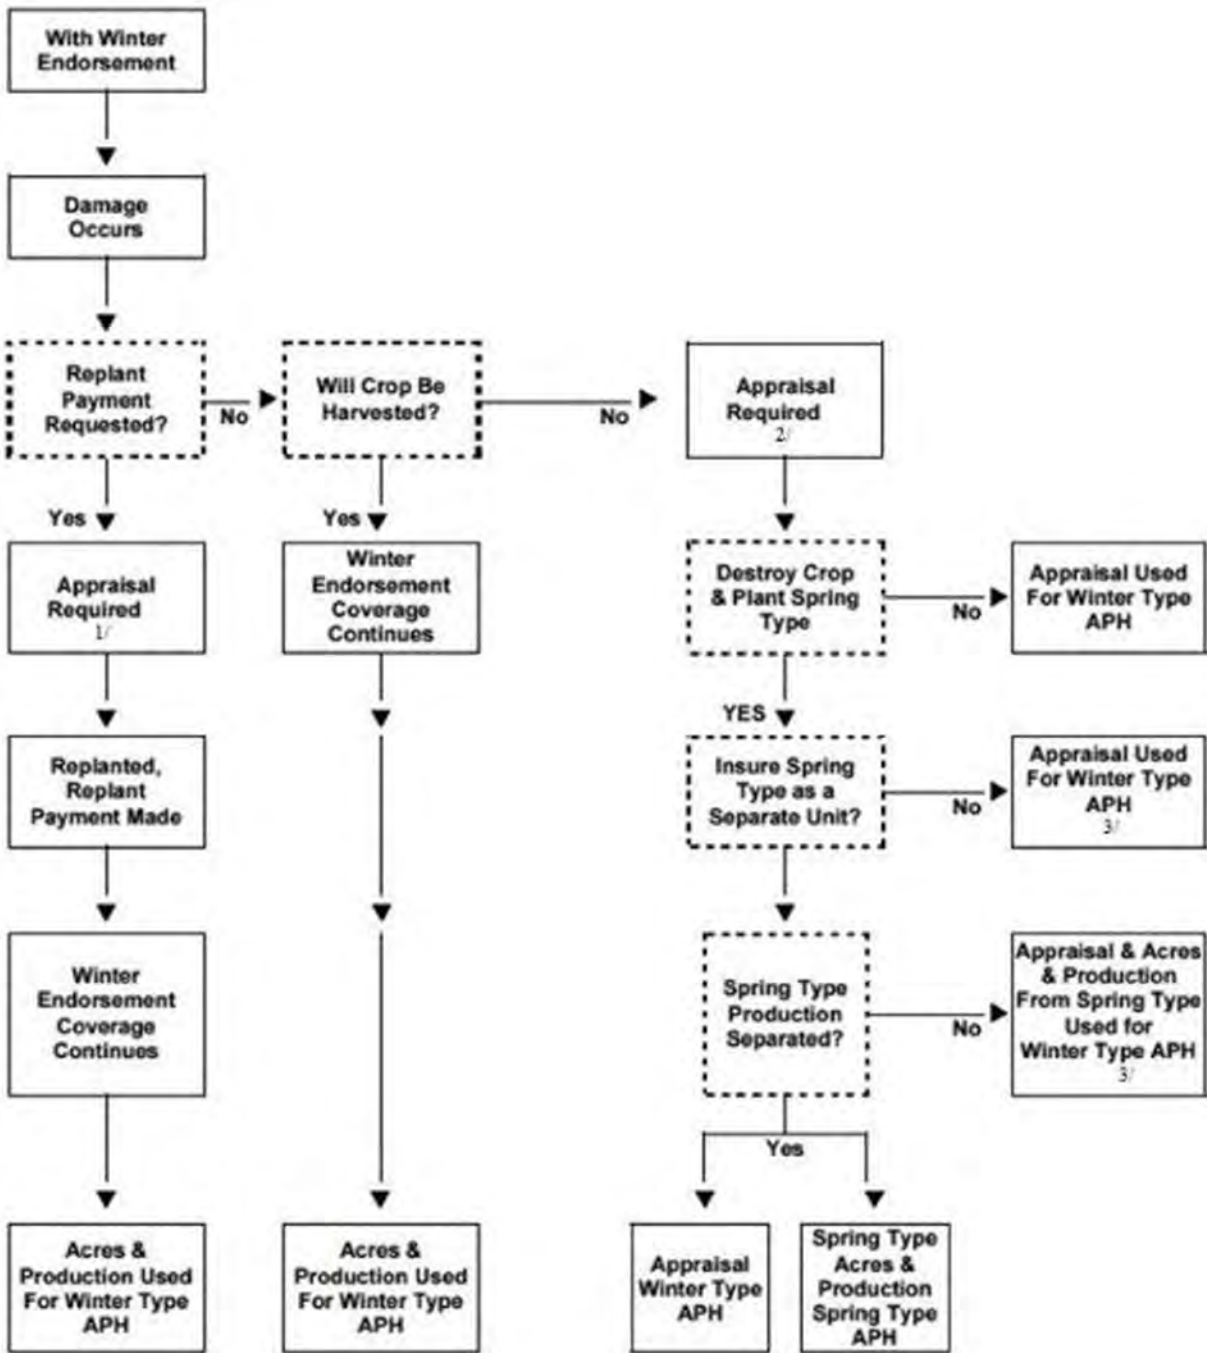 With Winter
Endorsement
Damage
Occurs
Replant
Payment
Requested?
No
Will Crop Be
Harvested?
No
Appraisal
Required
2/
Yes
Yes
Appraisal
Required
1/
Winter
Endorsement
Coverage
Continues
Destroy Crop
& Plant Spring
Type
No
Appraisal Used
For Winter Type
APH
YES
Replanted,
Replant
Payment Made
Insure Spring
Type as a
Separate Unit?
No
Appraisal Used
For Winter Type
APH
3/
Winter
Endorsement
Coverage
Continues
Spring Type
Production
Separated?
No
Appraisal & Acres
& Production
From Spring Type
Used for
Winter Type APH
3/
Yes
Acres &
Production Used
For Winter Type
APH
Acres &
Production Used
For Winter Type
APH
Appraisal
Winter Type
APH
Spring Type
Acres &
Production
Spring Type
APH